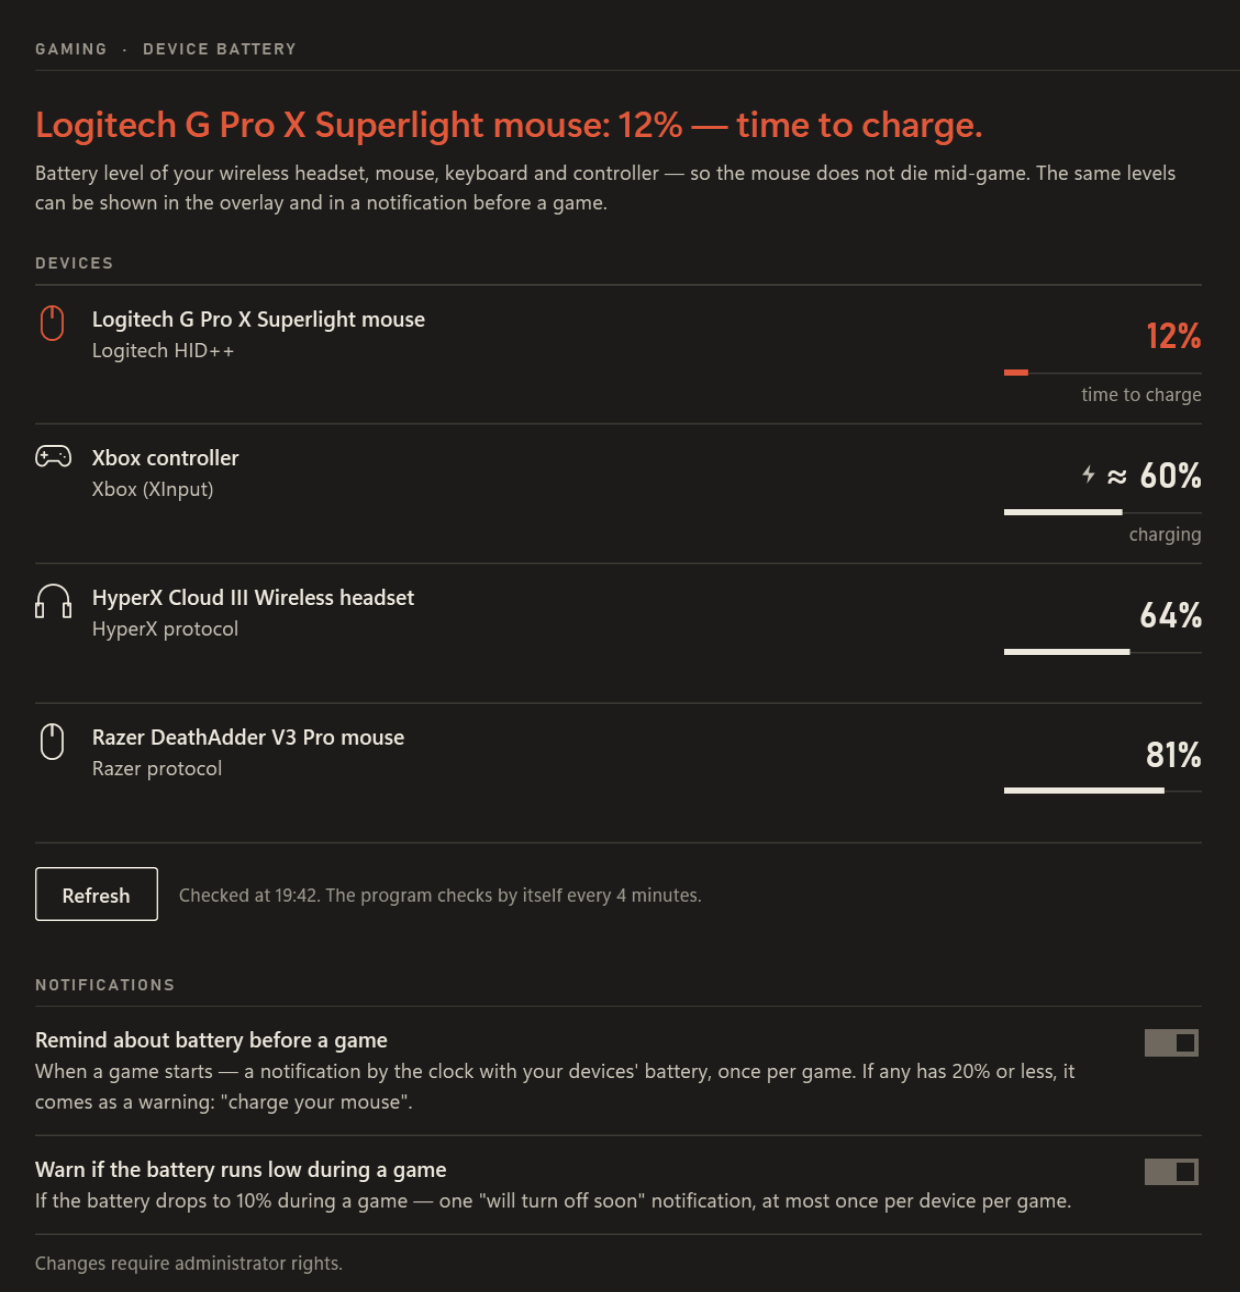 GAMING · DEVICE BATTERY
Logitech G Pro X Superlight mouse: 12% — time to charge.
Battery level of your wireless headset, mouse, keyboard and controller — so the mouse does not die mid-game. The same levels
can be shown in the overlay and in a notification before a game.
DEVICES
Logitech G Pro X Superlight mouse
Logitech HID++
12%
time to charge
Xbox controller
Xbox (XInput)
≈ 60%
charging
HyperX Cloud III Wireless headset
HyperX protocol
64%
Razer DeathAdder V3 Pro mouse
Razer protocol
81%
Refresh
Checked at 19:42. The program checks by itself every 4 minutes.
NOTIFICATIONS
Remind about battery before a game
When a game starts — a notification by the clock with your devices' battery, once per game. If any has 20% or less, it
comes as a warning: "charge your mouse".
Warn if the battery runs low during a game
If the battery drops to 10% during a game — one "will turn off soon" notification, at most once per device per game.
Changes require administrator rights.